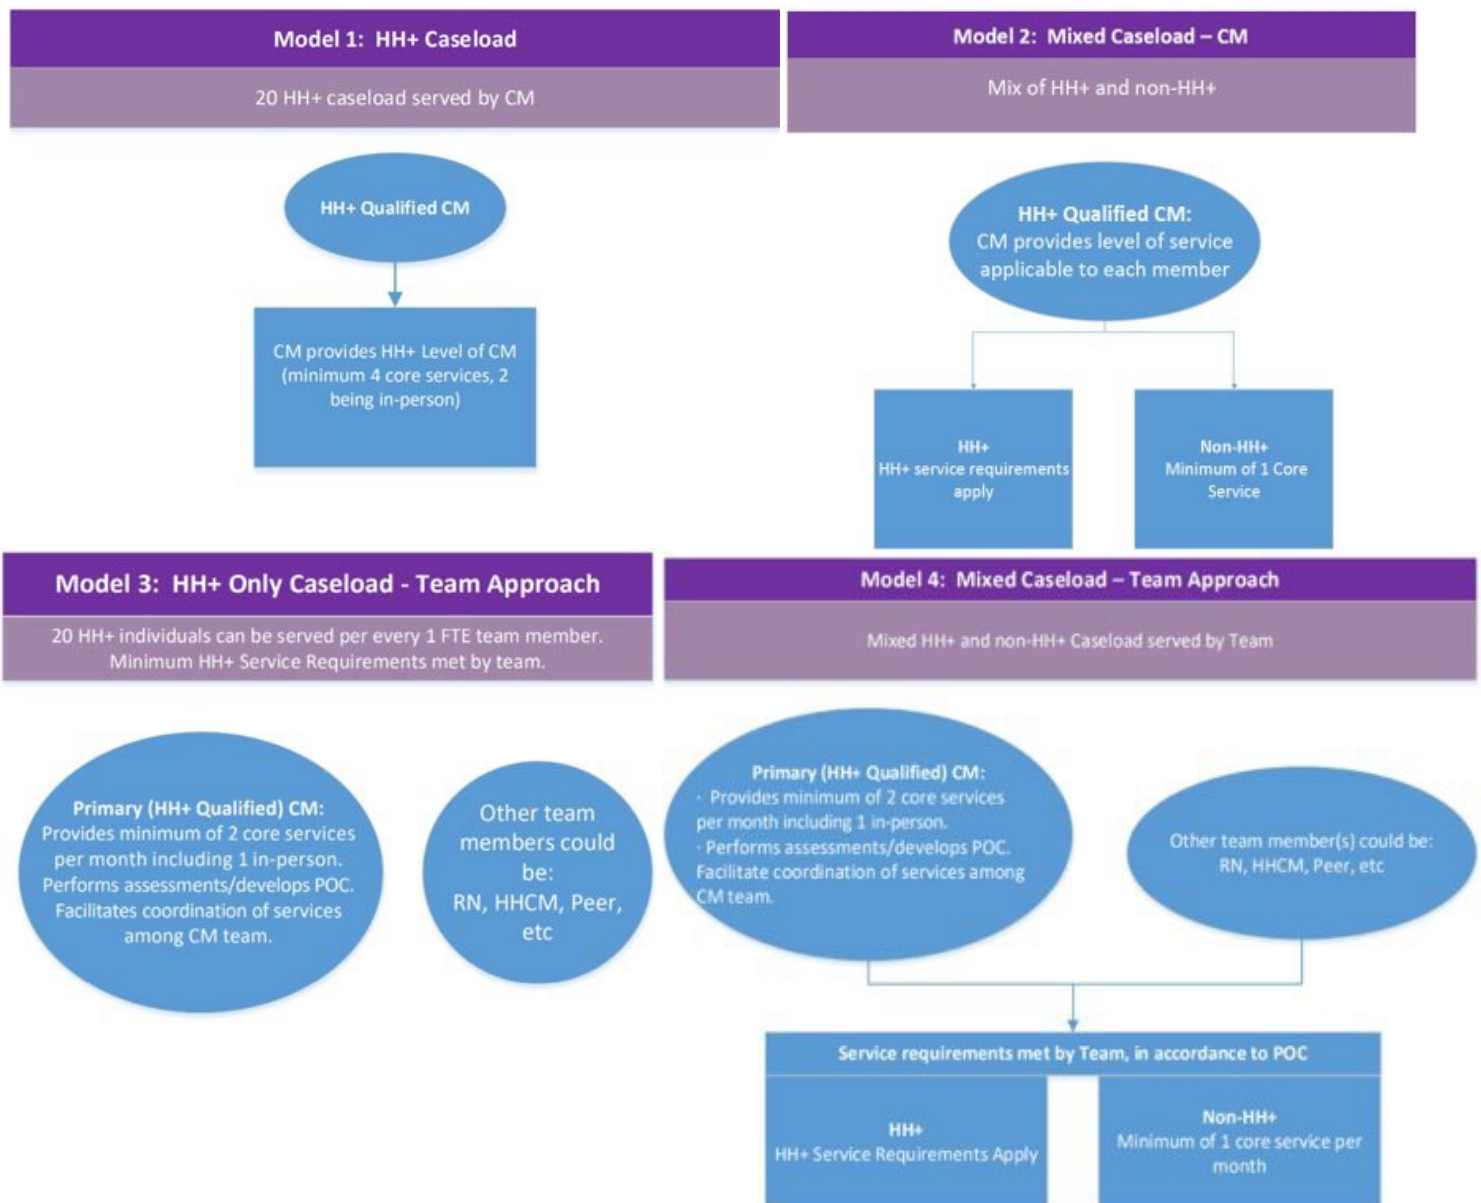 Model 1: HH+ Caseload
20 HH+ caseload served by CM
HH+ Qualified CM
CM provides HH+ Level of CM
(minimum 4 core services, 2
being in-person)
Model 2: Mixed Caseload – CM
Mix of HH+ and non-HH+
HH+ Qualified CM:
CM provides level of service
applicable to each member
HH+
HH+ service requirements
apply
Non-HH+
Minimum of 1 Core
Service
Model 3: HH+ Only Caseload - Team Approach
20 HH+ individuals can be served per every 1 FTE team member.
Minimum HH+ Service Requirements met by team.
Primary (HH+ Qualified) CM:
Provides minimum of 2 core services
per month including 1 in-person.
Performs assessments/develops POC.
Facilitates coordination of services
among CM team.
Other team
members could
be:
RN, HHCM, Peer,
etc
Model 4: Mixed Caseload – Team Approach
Mixed HH+ and non-HH+ Caseload served by Team
Primary (HH+ Qualified) CM:
· Provides minimum of 2 core services
per month including 1 in-person.
· Performs assessments/develops POC.
Facilitate coordination of services among
CM team.
Other team member(s) could be:
RN, HHCM, Peer, etc
Service requirements met by Team, in accordance to POC
HH+
HH+ Service Requirements Apply
Non-HH+
Minimum of 1 core service per
month